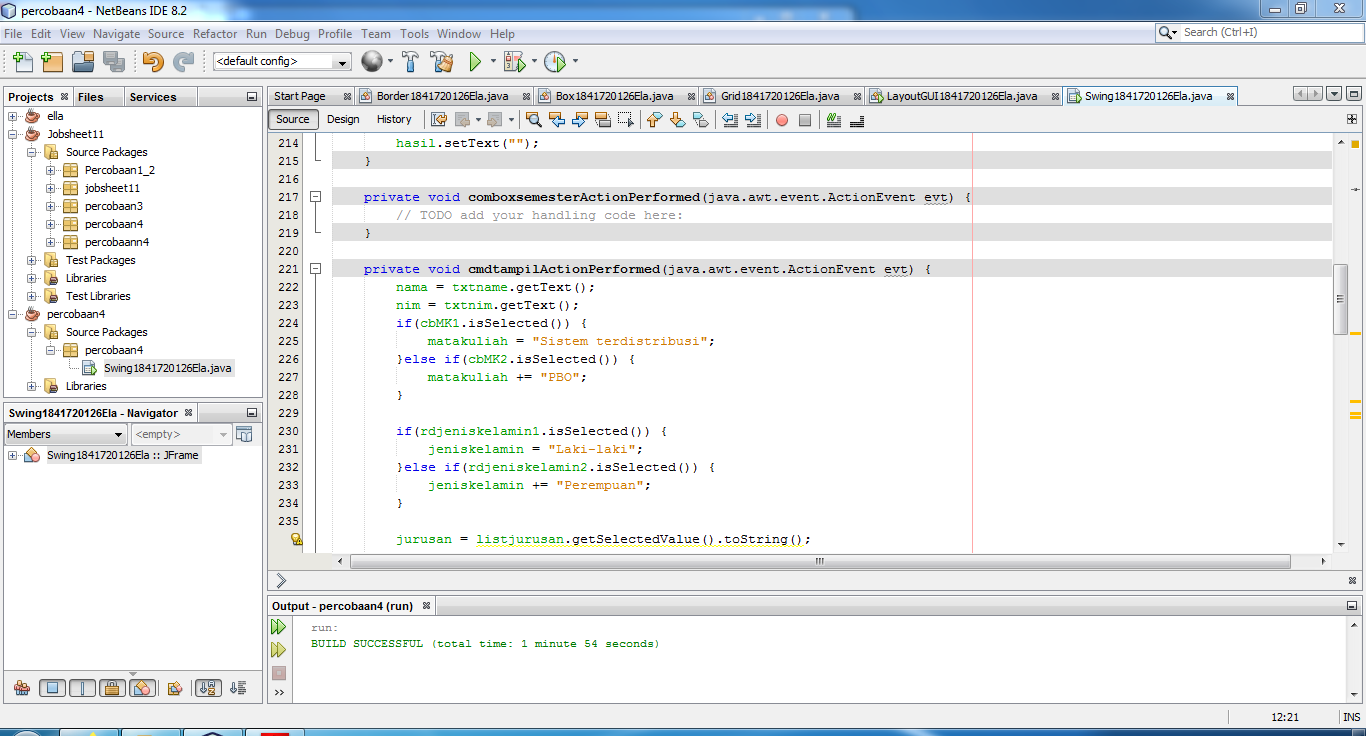 percobaan4 - NetBeans IDE 8.2
File Edit View Navigate Source Refactor Run Debug Profile Team Tools Window Help
Search (Ctrl+I)
<default config>
Projects Files Services
ella
Jobsheet11
Source Packages
Percobaan1_2
jobsheet11
percobaan3
percobaan4
percobaann4
Test Packages
Libraries
Test Libraries
percobaan4
Source Packages
percobaan4
Swing1841720126Ela.java
Libraries
Swing1841720126Ela - Navigator
Members <empty>
Swing1841720126Ela :: JFrame
Start Page Border1841720126Ela.java Box1841720126Ela.java Grid1841720126Ela.java LayoutGUI1841720126Ela.java Swing1841720126Ela.java
Source Design History
214 hasil.setText("");
215 }
216
217 private void comboxsemesterActionPerformed(java.awt.event.ActionEvent evt) {
218 // TODO add your handling code here:
219 }
220
221 private void cmdtampilActionPerformed(java.awt.event.ActionEvent evt) {
222 nama = txtname.getText();
223 nim = txtnim.getText();
224 if(cbMK1.isSelected()) {
225 matakuliah = "Sistem terdistribusi";
226 }else if(cbMK2.isSelected()) {
227 matakuliah += "PBO";
228 }
229
230 if(rdjeniskelamin1.isSelected()) {
231 jeniskelamin = "Laki-laki";
232 }else if(rdjeniskelamin2.isSelected()) {
233 jeniskelamin += "Perempuan";
234 }
235
jurusan = listjurusan.getSelectedValue().toString();
Output - percobaan4 (run)
run:
BUILD SUCCESSFUL (total time: 1 minute 54 seconds)
12:21 INS